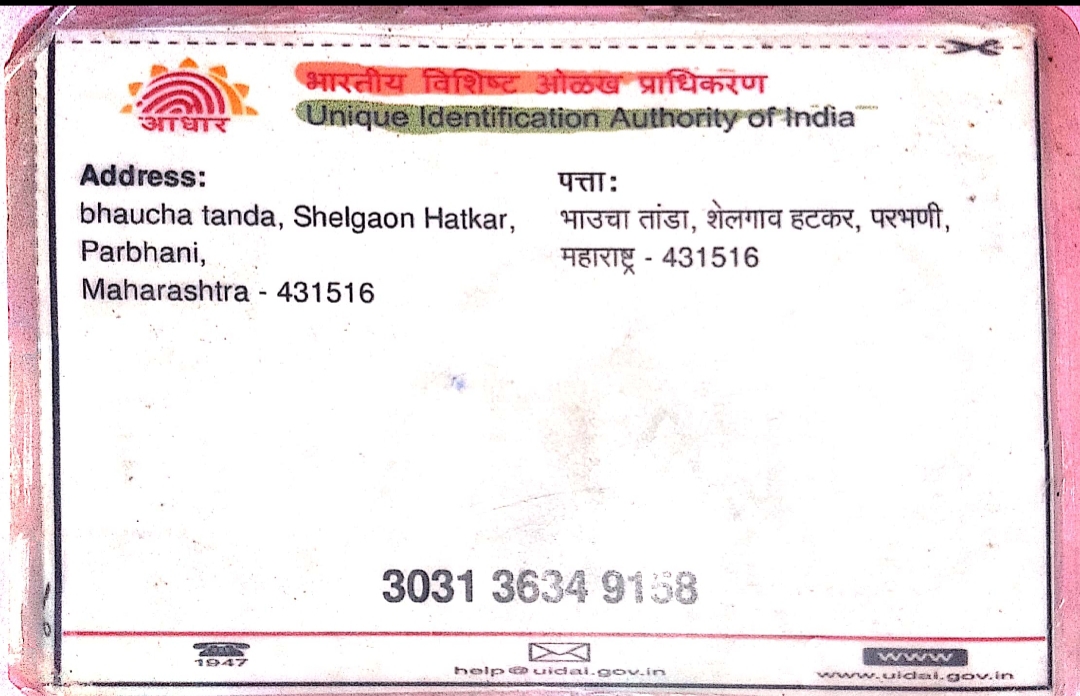 आधार
भारतीय विशिष्ट ओळख प्राधिकरण
Unique Identification Authority of India
Address:
bhaucha tanda, Shelgaon Hatkar,
Parbhani,
Maharashtra - 431516
पत्ता:
भाउचा तांडा, शेलगाव हटकर, परभणी,
महाराष्ट्र - 431516
3031 3634
1947
help@uidai.gov.in
www
www.uidai.gov.in